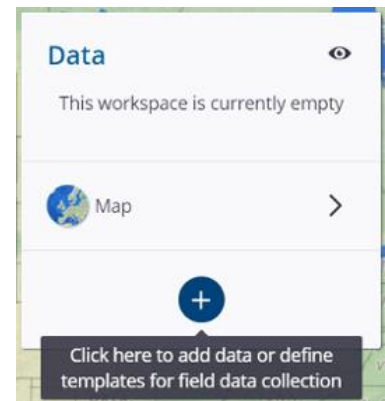 Data
This workspace is currently empty
Map
Click here to add data or define
templates for field data collection